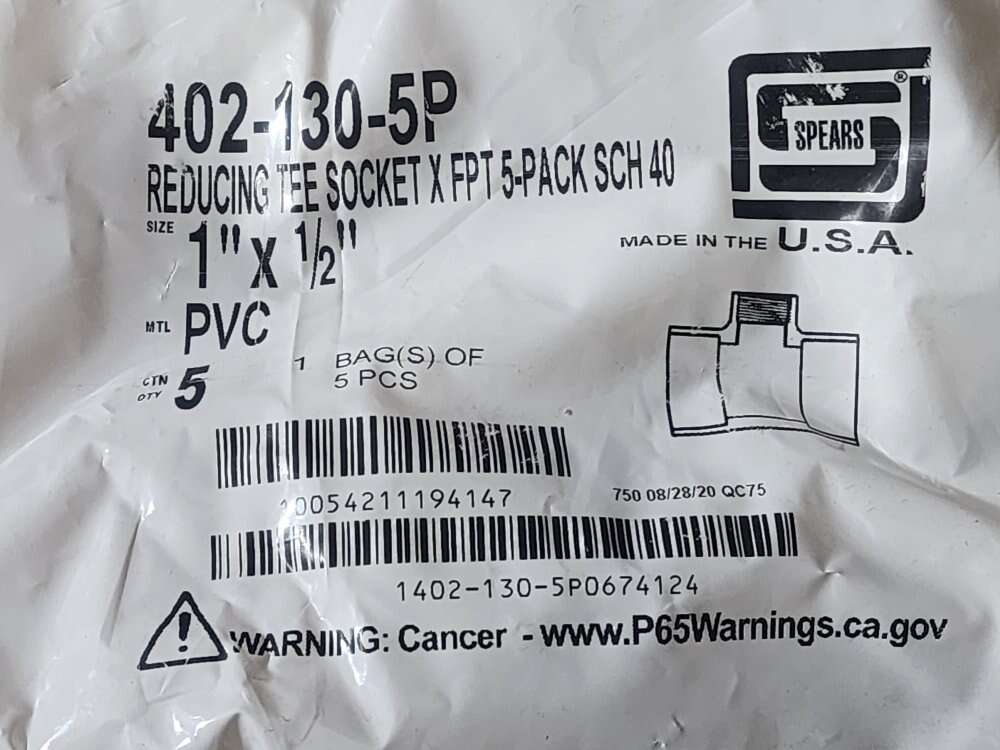 402-130-5P
REDUCING TEE SOCKET X FPT 5-PACK SCH 40
SIZE 1" X 1/2"
MTL PVC
CTN QTY 5
1 BAG(S) OF
5 PCS
SPEARS ®
MADE IN THE U.S.A.
10054211194147
750 08/28/20 QC75
1402-130-5P0674124
WARNING: Cancer - www.P65Warnings.ca.gov